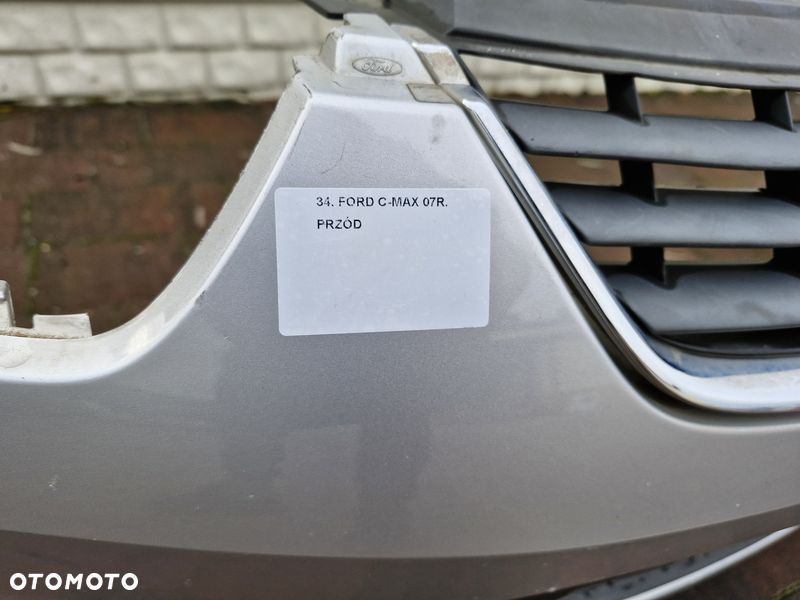 Ford
34. FORD C-MAX 07R.
PRZÓD
OTOMOTO